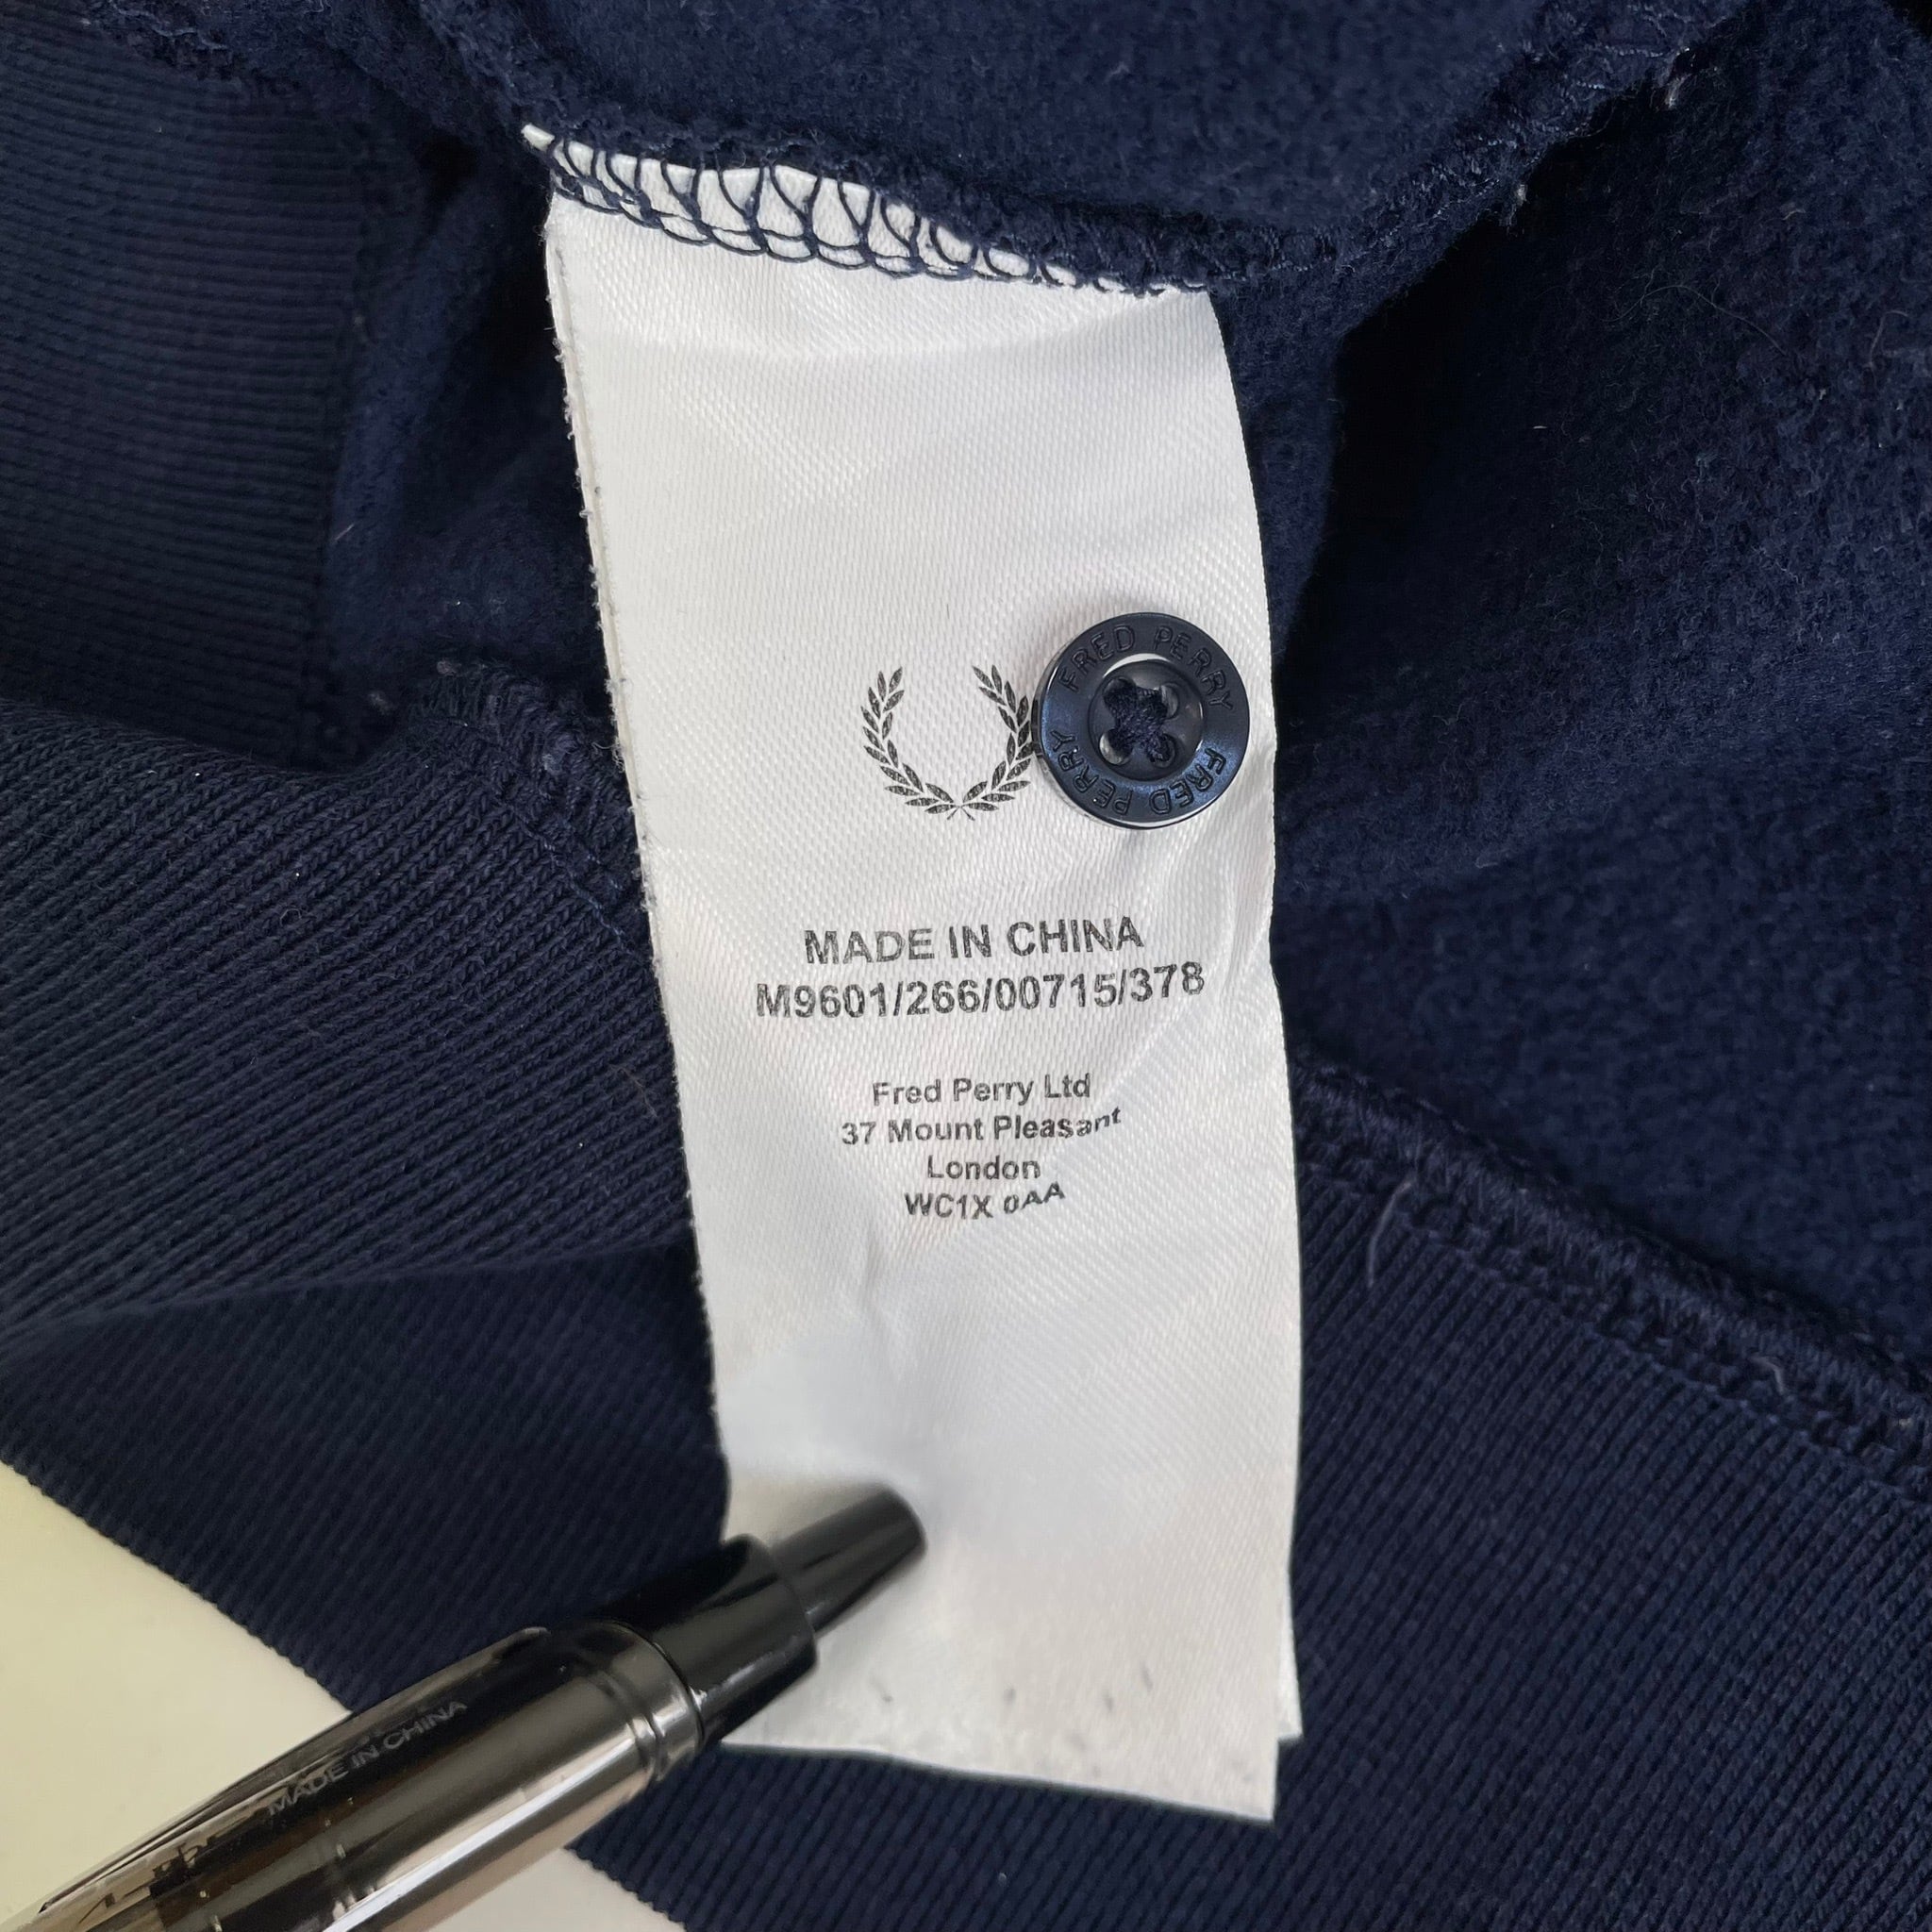 FRED PERRY
FRED PERRY
MADE IN CHINA
M9601/266/00715/378
Fred Perry Ltd
37 Mount Pleasant
London
WC1X 0AA
MADE IN CHINA